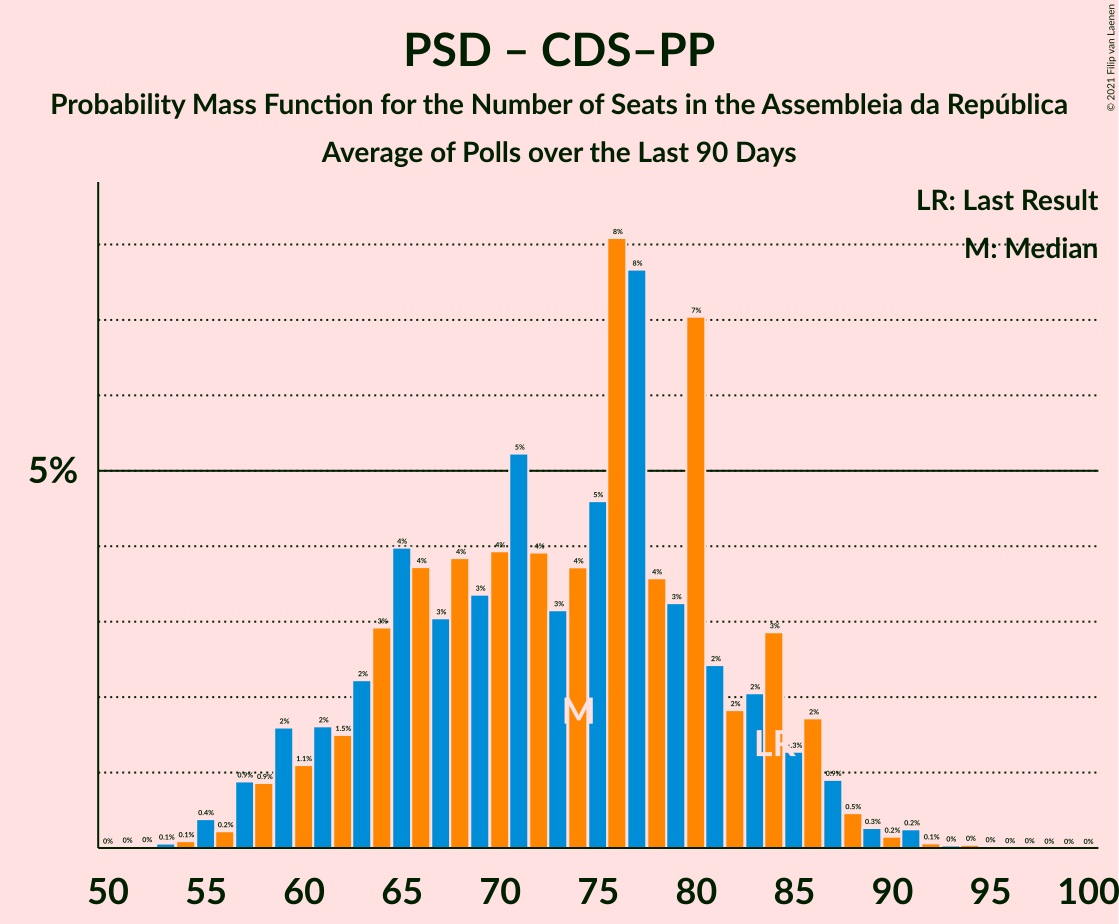 PSD – CDS–PP
Probability Mass Function for the Number of Seats in the Assembleia da República
Average of Polls over the Last 90 Days
© 2021 Filip van Laenen
LR: Last Result
M: Median
5%
0% 0% 0% 0.1% 0.1% 0.4% 0.2% 0.9% 0.9% 2% 1.1% 2% 1.5% 2% 3% 4% 4% 3% 4% 3% 4% 5% 4% 3% 4% 5% 8% 8% 4% 3% 7% 2% 2% 2% 3% 1.3% 2% 0.9% 0.5% 0.3% 0.2% 0.2% 0.1% 0% 0% 0% 0% 0% 0% 0% 0%
M
LR
50 55 60 65 70 75 80 85 90 95 100